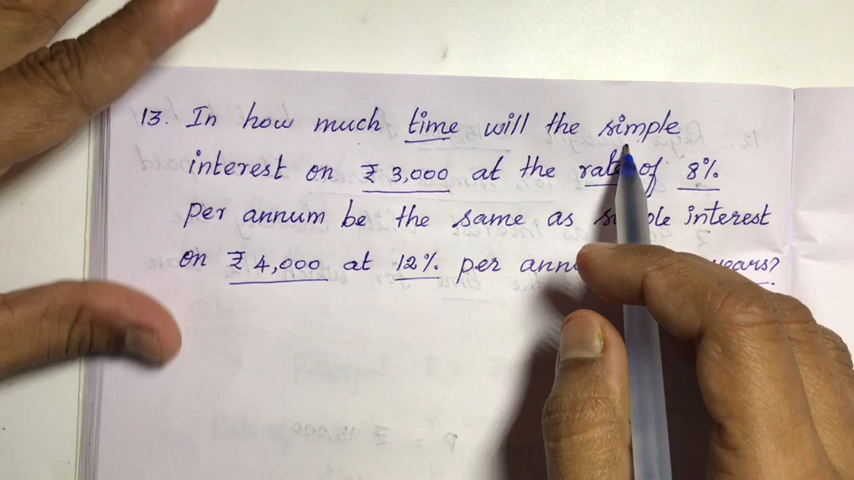 13. In how much time will the simple
interest on ₹ 3,000 at the rate of 8%
per annum be the same as simple interest
on ₹ 4,000 at 12% per years?